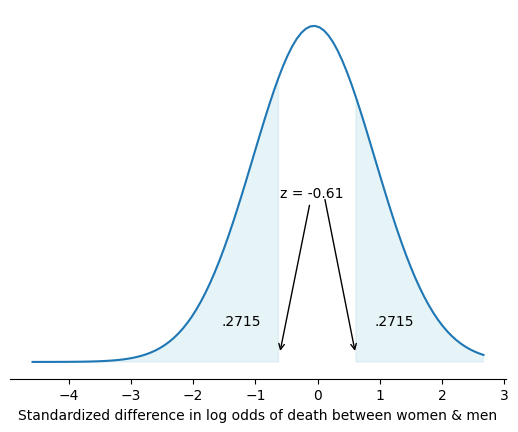 z = -0.61
.2715 .2715
−4 −3 −2 −1 0 1 2 3
Standardized difference in log odds of death between women & men